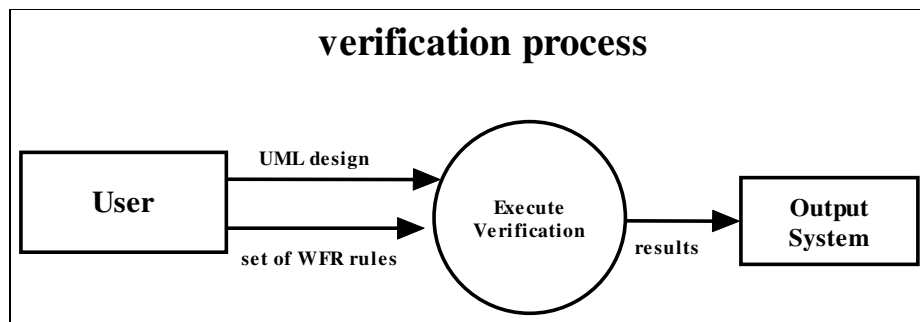 verification process
UML design
User
set of WFR rules
Execute
Verification
results
Output
System